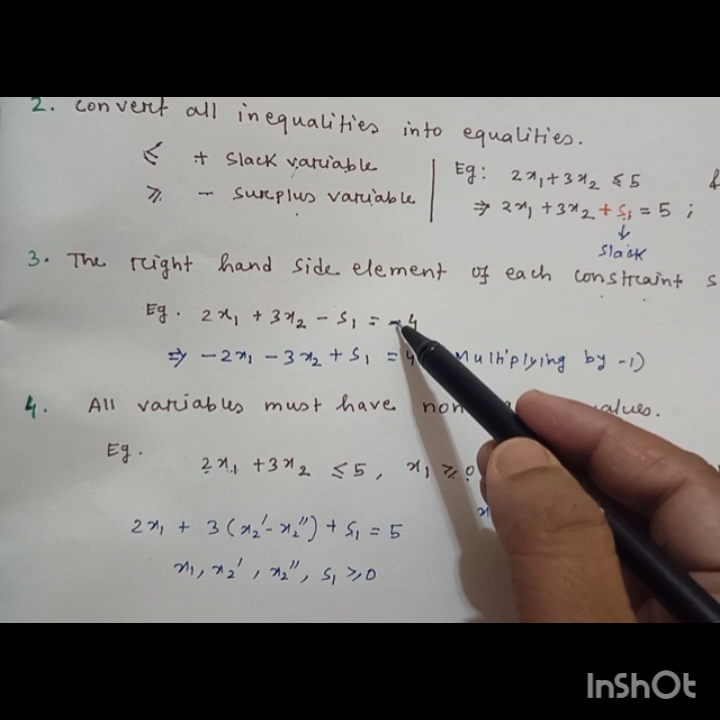 2. Convert all inequalities into equalities.
≤ + Slack variable
≥ - Surplus variable
Eg: 2x₁+3x₂ ≤ 5
⇒ 2x₁+3x₂ + s₁ = 5 ;
↓
Slack
3. The right hand side element of each constraint
Eg. 2x₁ + 3x₂ - s₁ = -4
⇒ -2x₁ - 3x₂ + s₁ = 4 Multiplying by -1)
4. All variables must have non values.
Eg.
2x₁ + 3x₂ ≤ 5, x₁ ≥ 0
2x₁ + 3(x₂' - x₂'') + s₁ = 5
x₁, x₂', x₂'', s₁ ≥ 0
InShOt